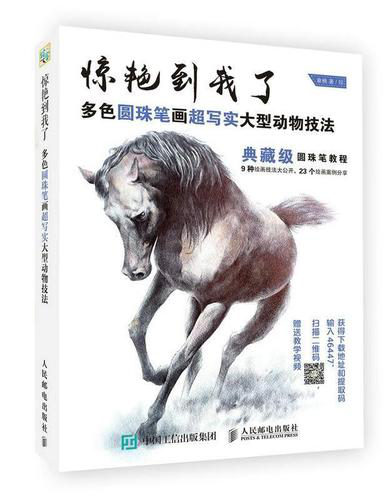 惊艳到我了
多色圆珠笔画超写实大型动物技法
典藏级 圆珠笔教程
9种绘画技法大公开，23个绘画案例分享
获得下载地址和提取码
输入46447
扫描二维码
赠送教学视频
中国工信出版集团
人民邮电出版社
惊艳到我了
多色圆珠笔画超写实大型动物技法
人民邮电出版社